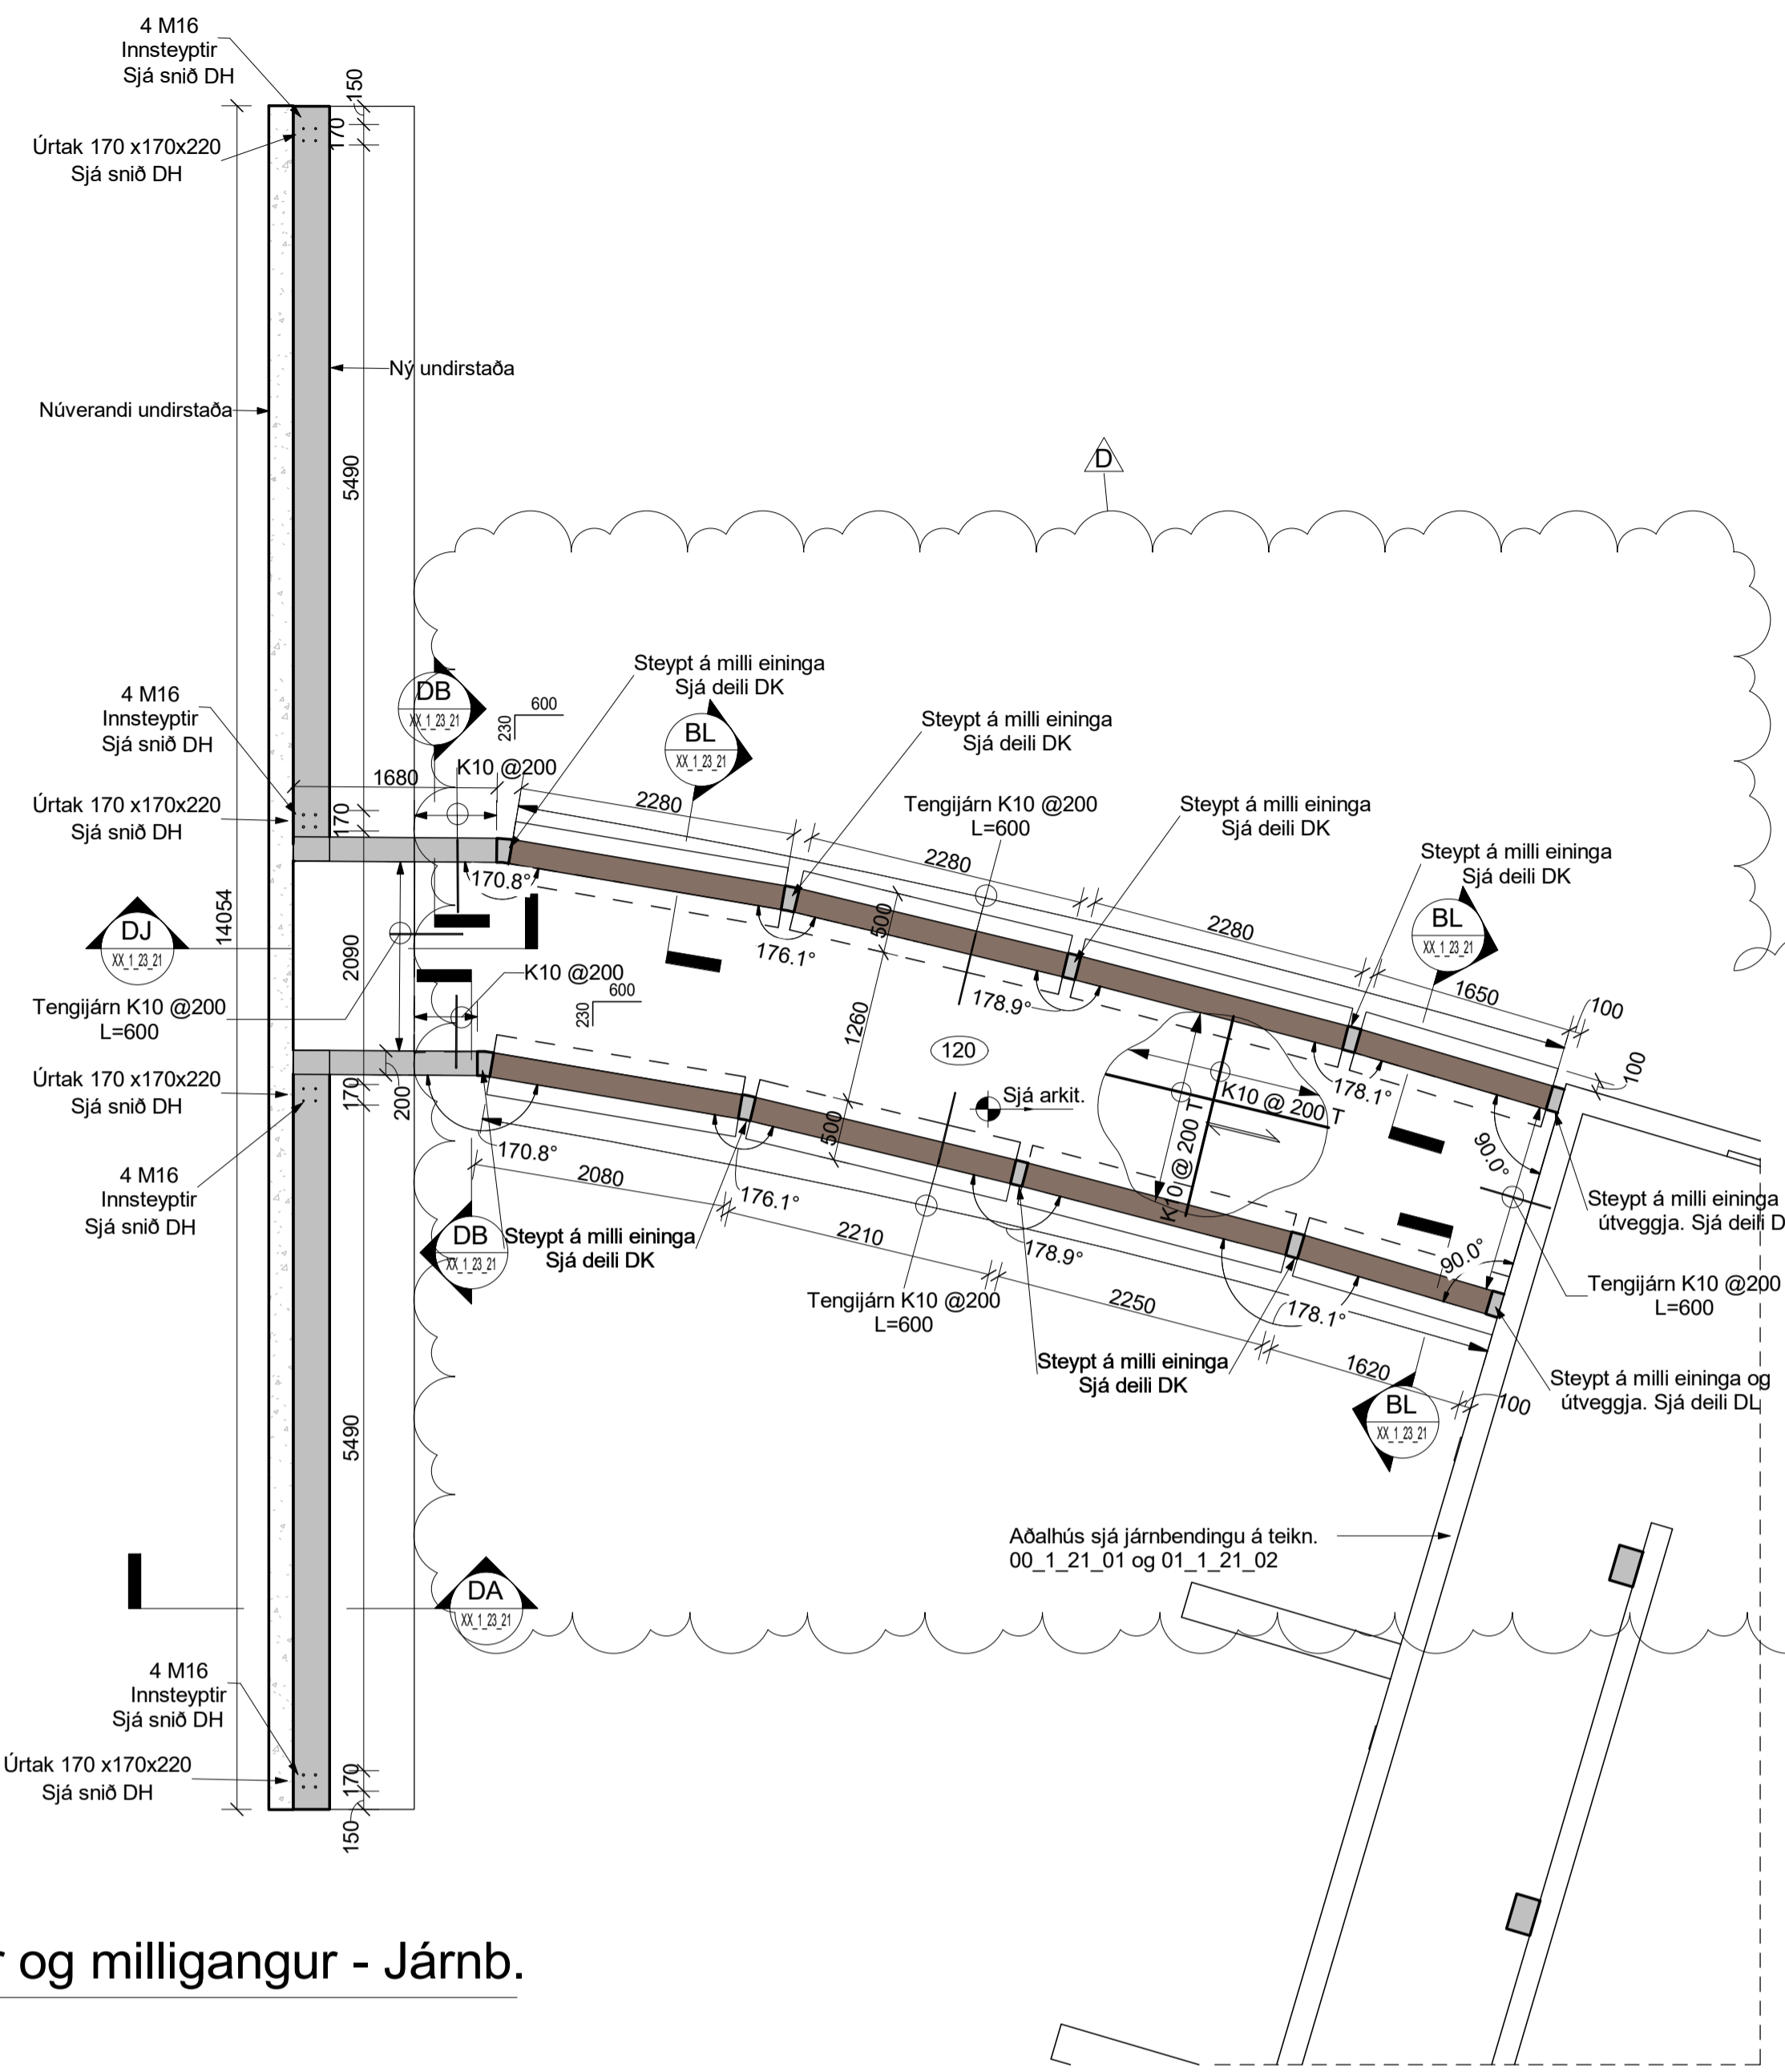 4 M16
Innsteyptir
Sjá snið DH
150
170
Úrtak 170 x170x220
Sjá snið DH
Ný undirstaða
Núverandi undirstaða
5490
D
Steypt á milli eininga
Sjá deili DK
DB
XX_1_23_21
600
230
4 M16
Innsteyptir
Sjá snið DH
BL
XX_1_23_21
Steypt á milli eininga
Sjá deili DK
1680
K10 @200
2280
Úrtak 170 x170x220
Sjá snið DH
170
Tengijárn K10 @200
L=600
Steypt á milli eininga
Sjá deili DK
2280
Steypt á milli eininga
Sjá deili DK
170.8°
500
2280
14054
DJ
XX_1_23_21
2090
176.1°
BL
XX_1_23_21
K10 @200
600
230
178.9°
1650
100
Tengijárn K10 @200
L=600
1260
120
100
Úrtak 170 x170x220
Sjá snið DH
170
200
Sjá arkit.
K10 @ 200 T
178.1°
K10 @ 200 T
500
90.0°
4 M16
Innsteyptir
Sjá snið DH
170.8°
2080
176.1°
Steypt á milli eininga
útveggja. Sjá deili D
DB
XX_1_23_21
Steypt á milli eininga
Sjá deili DK
2210
178.9°
90.0°
Tengijárn K10 @200
L=600
Tengijárn K10 @200
L=600
2250
178.1°
Steypt á milli eininga
Sjá deili DK
1620
100
Steypt á milli eininga og
útveggja. Sjá deili DL
BL
XX_1_23_21
5490
Aðalhús sjá járnbendingu á teikn.
00_1_21_01 og 01_1_21_02
DA
XX_1_23_21
4 M16
Innsteyptir
Sjá snið DH
Úrtak 170 x170x220
Sjá snið DH
170
150
r og milligangur - Járnb.